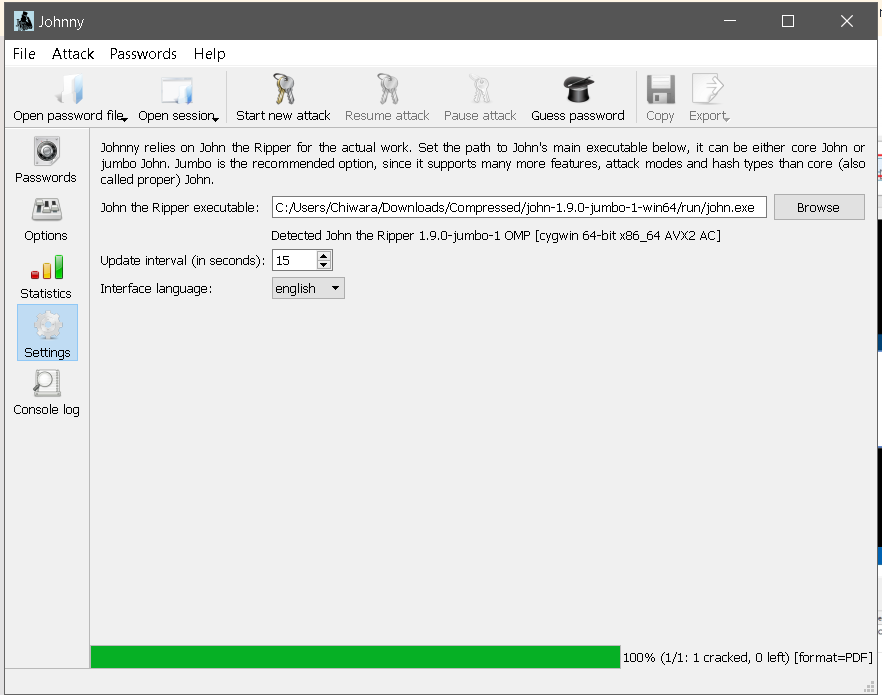 Johnny
File Attack Passwords Help
Open password file Open session Start new attack Resume attack Pause attack Guess password Copy Export
Passwords
Options
Statistics
Settings
Console log
Johnny relies on John the Ripper for the actual work. Set the path to John's main executable below, it can be either core John or
jumbo John. Jumbo is the recommended option, since it supports many more features, attack modes and hash types than core (also
called proper) John.
John the Ripper executable: C:/Users/Chiwara/Downloads/Compressed/john-1.9.0-jumbo-1-win64/run/john.exe Browse
Detected John the Ripper 1.9.0-jumbo-1 OMP [cygwin 64-bit x86_64 AVX2 AC]
Update interval (in seconds): 15
Interface language: english
100% (1/1: 1 cracked, 0 left) [format=PDF]